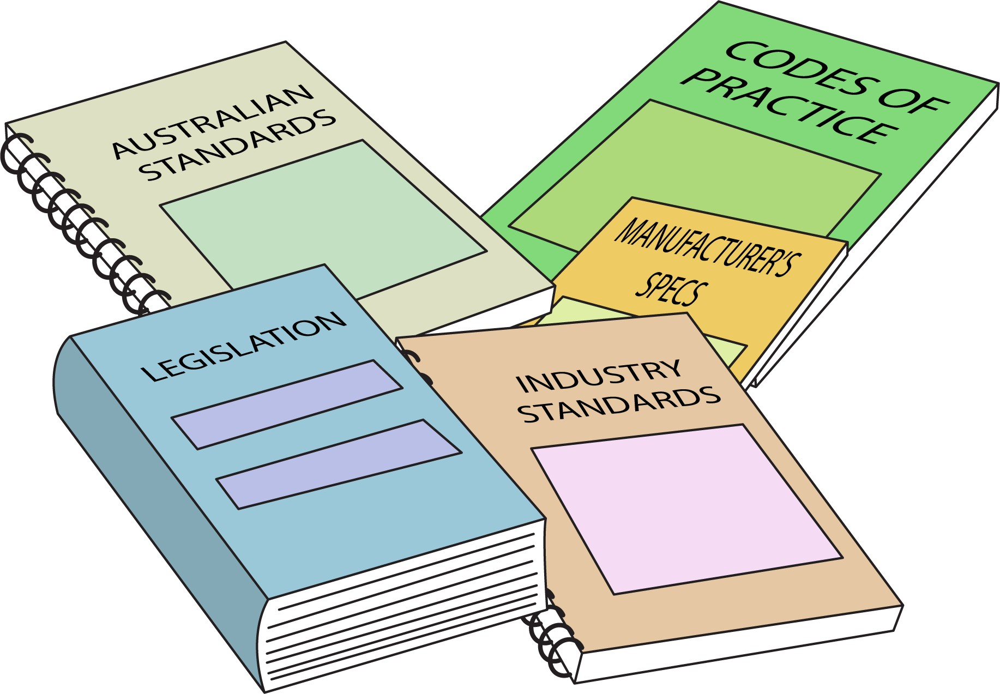 AUSTRALIAN
STANDARDS
CODES OF
PRACTICE
MANUFACTURER'S
SPECS
LEGISLATION
INDUSTRY
STANDARDS